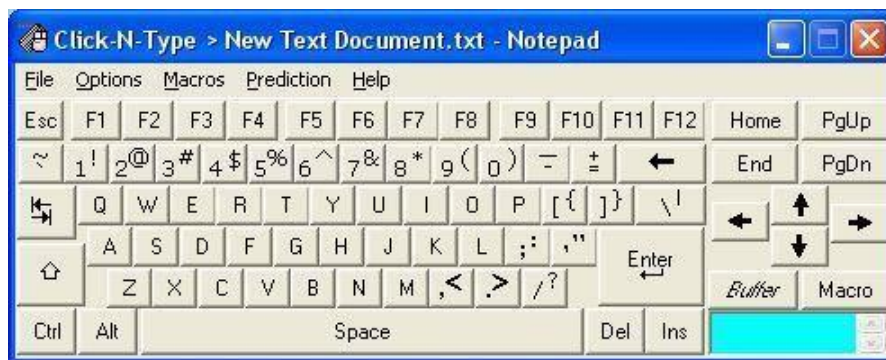 Click-N-Type > New Text Document.txt - Notepad
File Options Macros Prediction Help
Esc F1 F2 F3 F4 F5 F6 F7 F8 F9 F10 F11 F12 Home PgUp
~ 1! 2@ 3# 4$ 5% 6^ 7& 8* 9( 0) - ± ← End PgDn
Q W E R T Y U I O P [{ ]} \|
A S D F G H J K L ;: '" Enter
Z X C V B N M ,< .> /? Buffer Macro
Ctrl Alt Space Del Ins